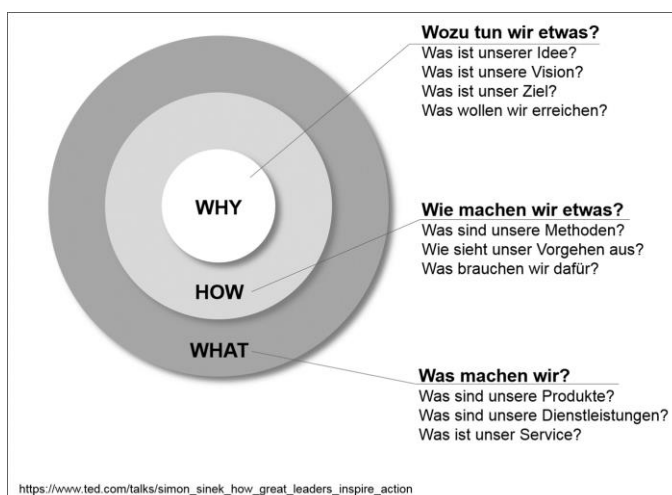 Wozu tun wir etwas?
Was ist unserer Idee?
Was ist unsere Vision?
Was ist unser Ziel?
Was wollen wir erreichen?
WHY
Wie machen wir etwas?
Was sind unsere Methoden?
Wie sieht unser Vorgehen aus?
Was brauchen wir dafür?
HOW
WHAT
Was machen wir?
Was sind unsere Produkte?
Was sind unsere Dienstleistungen?
Was ist unser Service?
https://www.ted.com/talks/simon_sinek_how_great_leaders_inspire_action